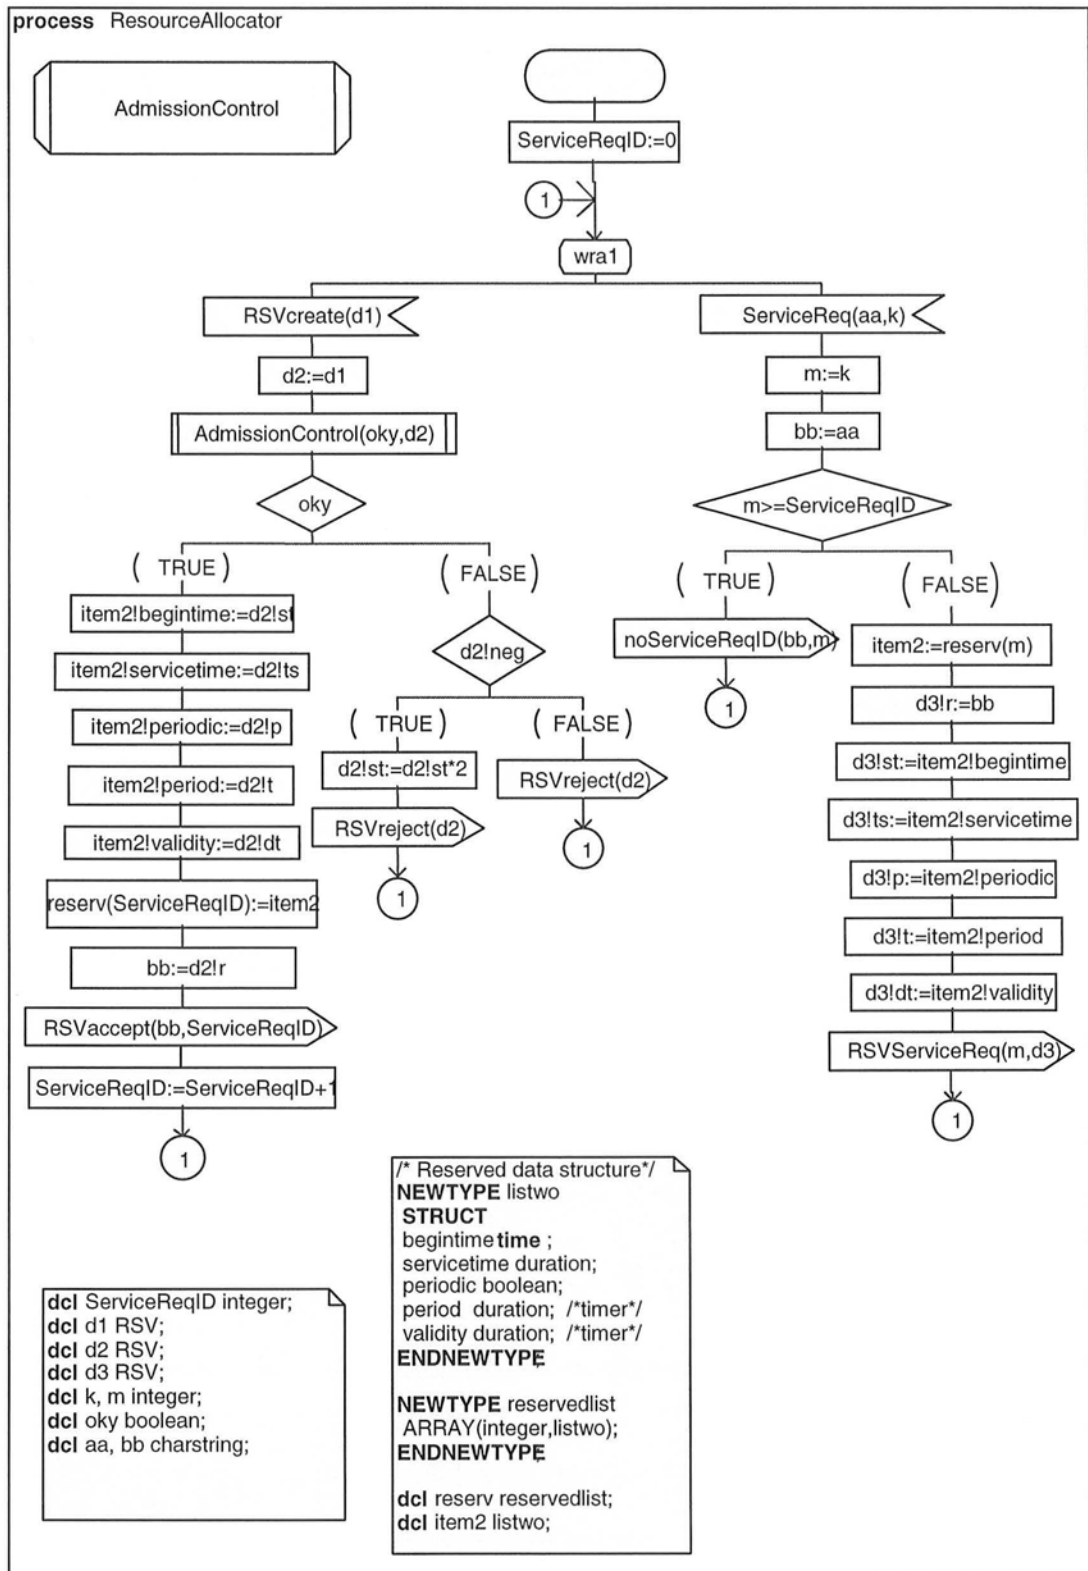 process ResourceAllocator
AdmissionControl
ServiceReqID:=0
1
wra1
RSVcreate(d1)
d2:=d1
AdmissionControl(oky,d2)
oky
( TRUE )
item2!begintime:=d2!st
item2!servicetime:=d2!ts
item2!periodic:=d2!p
item2!period:=d2!t
item2!validity:=d2!dt
reserv(ServiceReqID):=item2
bb:=d2!r
RSVaccept(bb,ServiceReqID)
ServiceReqID:=ServiceReqID+1
1
( FALSE )
d2!neg
( TRUE )
d2!st:=d2!st*2
RSVreject(d2)
1
( FALSE )
RSVreject(d2)
1
ServiceReq(aa,k)
m:=k
bb:=aa
m>=ServiceReqID
( TRUE )
noServiceReqID(bb,m)
1
( FALSE )
item2:=reserv(m)
d3!r:=bb
d3!st:=item2!begintime
d3!ts:=item2!servicetime
d3!p:=item2!periodic
d3!t:=item2!period
d3!dt:=item2!validity
RSVServiceReq(m,d3)
1
dcl ServiceReqID integer;
dcl d1 RSV;
dcl d2 RSV;
dcl d3 RSV;
dcl k, m integer;
dcl oky boolean;
dcl aa, bb charstring;
/* Reserved data structure*/
NEWTYPE listwo
STRUCT
begintime time ;
servicetime duration;
periodic boolean;
period duration; /*timer*/
validity duration; /*timer*/
ENDNEWTYPE;
NEWTYPE reservedlist
ARRAY(integer,listwo);
ENDNEWTYPE;
dcl reserv reservedlist;
dcl item2 listwo;